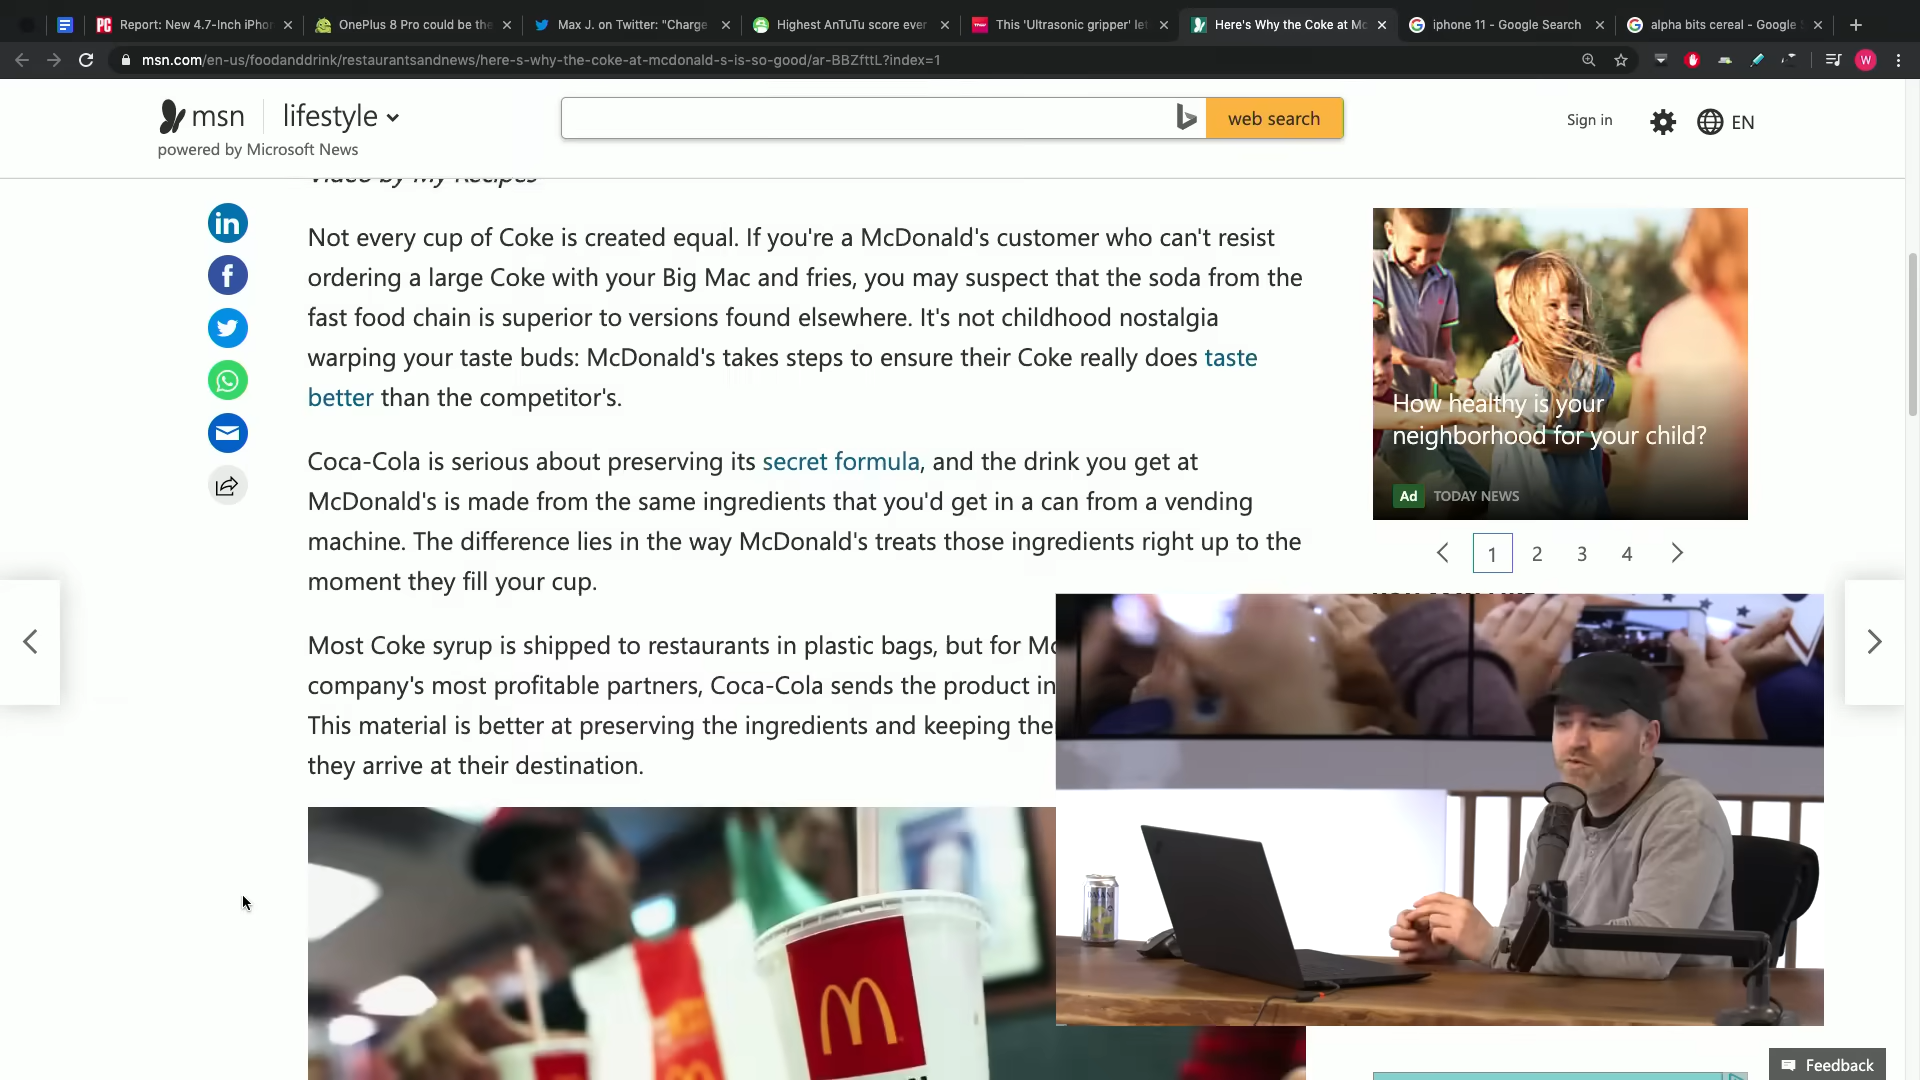 Report: New 4.7-Inch iPho
OnePlus 8 Pro could be the
Max J. on Twitter: "Charge
Highest AnTuTu score ever
This 'Ultrasonic gripper' let
Here's Why the Coke at Mc
iphone 11 - Google Search
alpha bits cereal - Google S
msn.com/en-us/foodanddrink/restaurantsandnews/here-s-why-the-coke-at-mcdonald-s-is-so-good/ar-BBZfttL?index=1
W
msn
lifestyle
powered by Microsoft News
web search
Sign in
EN
Video by My Recipes
Not every cup of Coke is created equal. If you're a McDonald's customer who can't resist
ordering a large Coke with your Big Mac and fries, you may suspect that the soda from the
fast food chain is superior to versions found elsewhere. It's not childhood nostalgia
warping your taste buds: McDonald's takes steps to ensure their Coke really does taste
better than the competitor's.
Coca-Cola is serious about preserving its secret formula, and the drink you get at
McDonald's is made from the same ingredients that you'd get in a can from a vending
machine. The difference lies in the way McDonald's treats those ingredients right up to the
moment they fill your cup.
Most Coke syrup is shipped to restaurants in plastic bags, but for Mc
company's most profitable partners, Coca-Cola sends the product in
This material is better at preserving the ingredients and keeping the
they arrive at their destination.
How healthy is your
neighborhood for your child?
Ad TODAY NEWS
1 2 3 4
Feedback